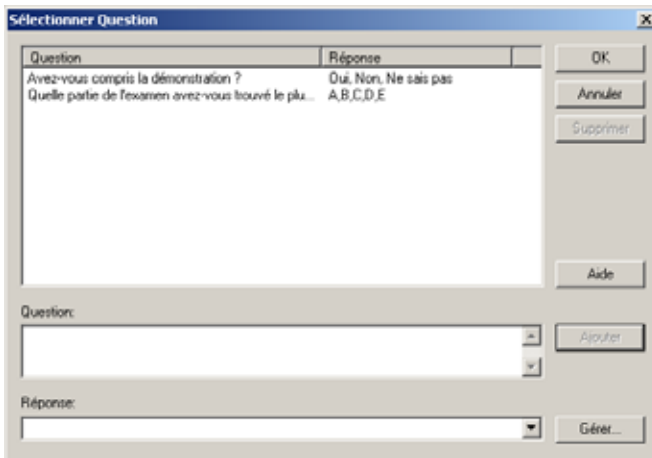 Sélectionner Question
Question Réponse
Avez-vous compris la démonstration ? Oui, Non, Ne sais pas
Quelle partie de l'examen avez-vous trouvé le plu... A,B,C,D,E
OK
Annuler
Supprimer
Aide
Question:
Ajouter
Réponse:
Gérer...